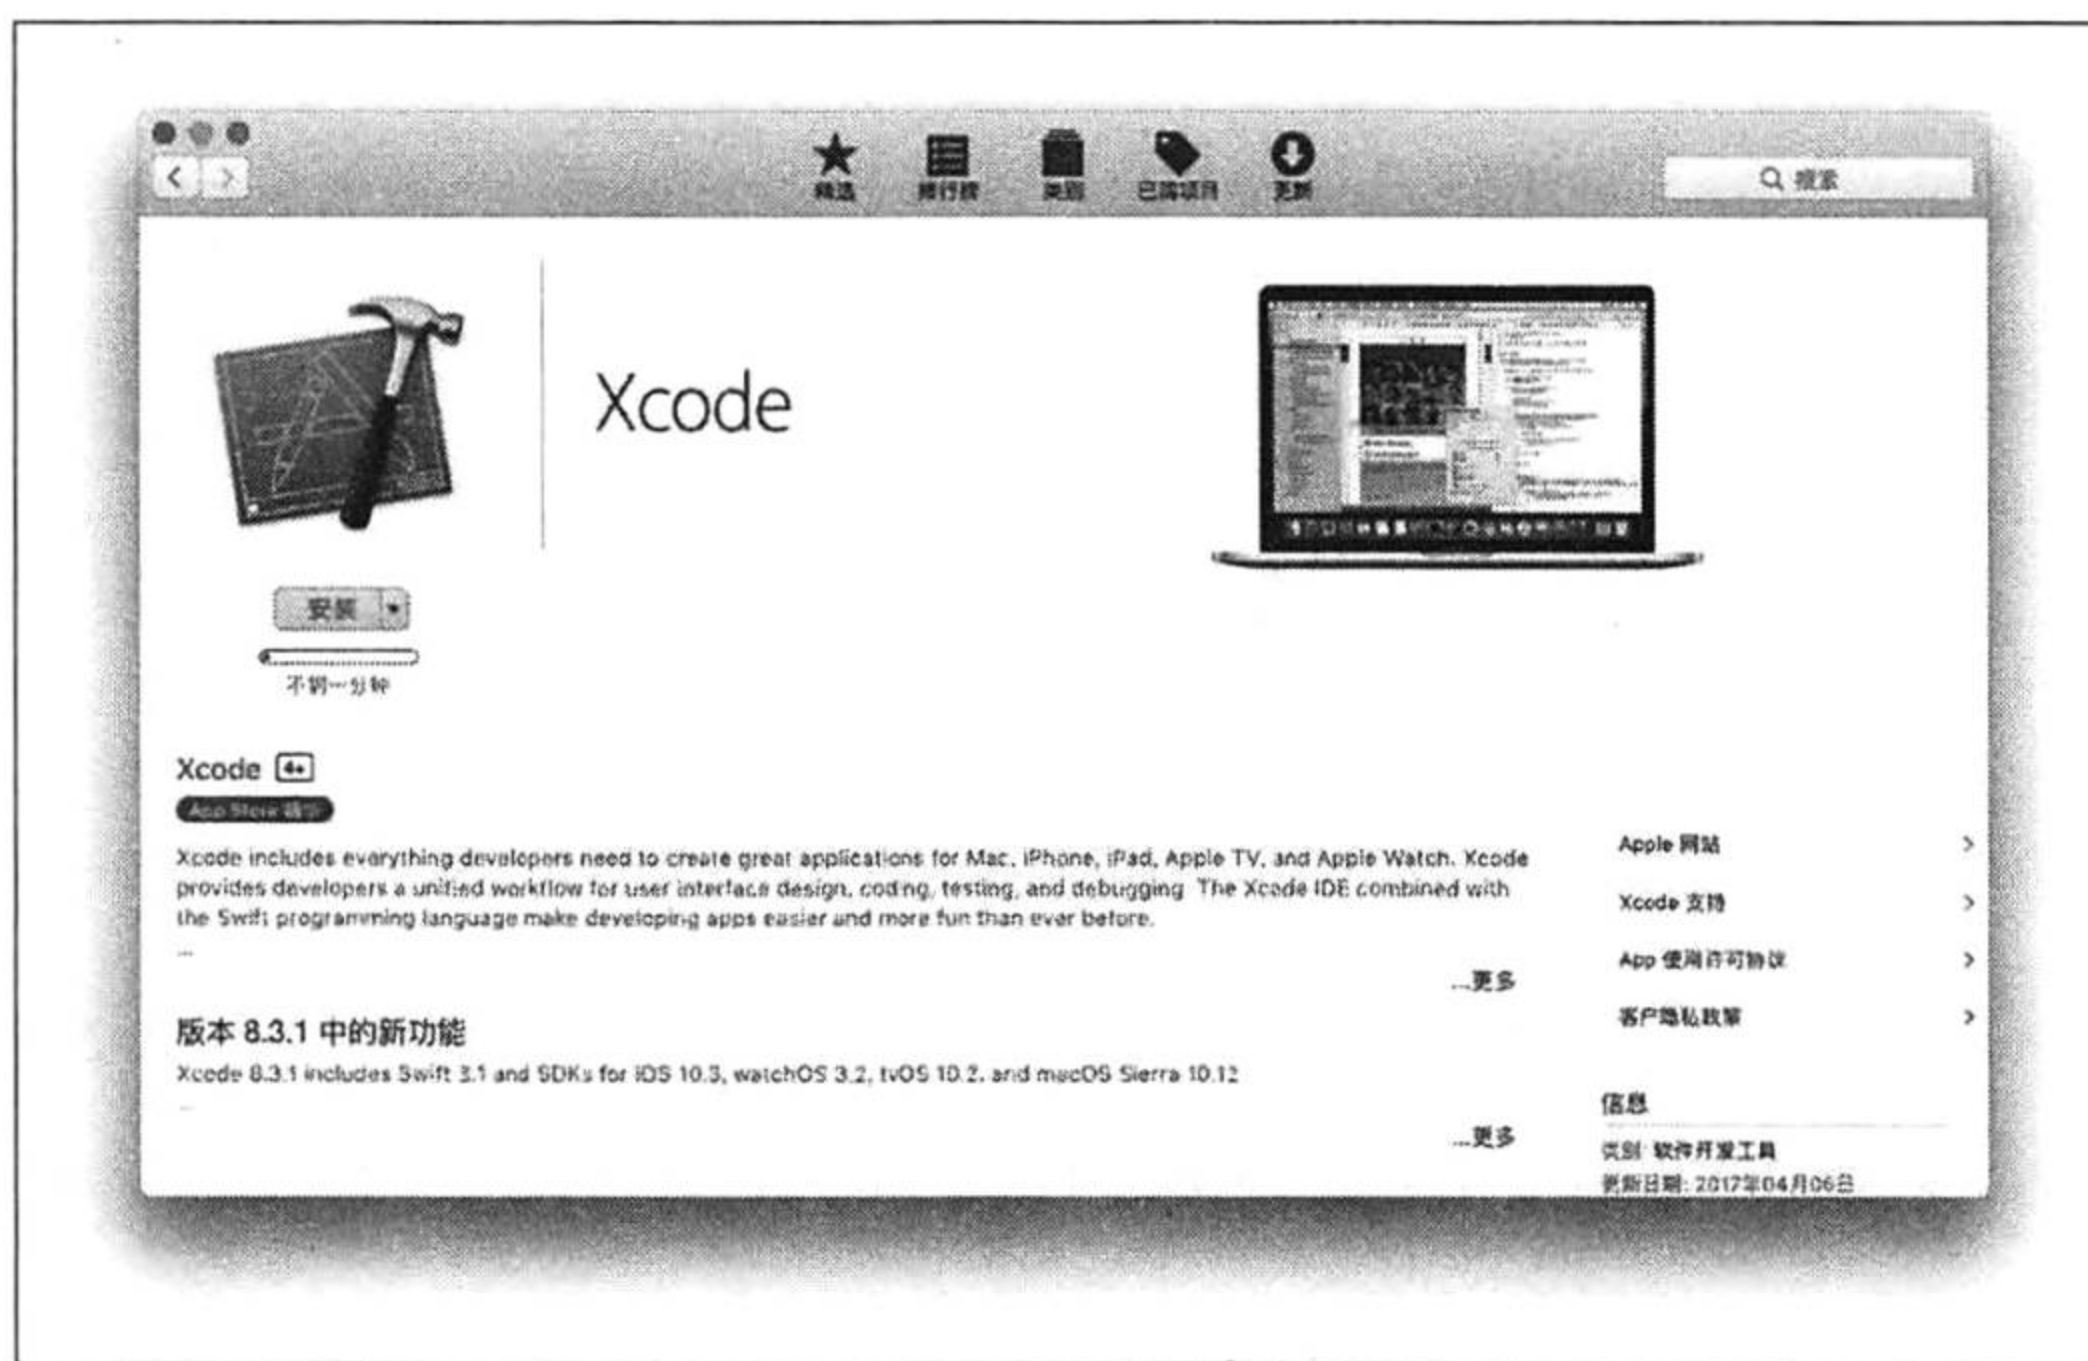 精选 排行榜 类别 已购项目 更新
搜索
Xcode
安装
不到一分钟
Xcode 4+
App Store
Xcode includes everything developers need to create great applications for Mac, iPhone, iPad, Apple TV, and Apple Watch. Xcode
provides developers a unified workflow for user interface design, coding, testing, and debugging. The Xcode IDE combined with
the Swift programming language make developing apps easier and more fun than ever before.
...
...更多
版本 8.3.1 中的新功能
Xcode 8.3.1 includes Swift 3.1 and SDKs for iOS 10.3, watchOS 3.2, tvOS 10.2, and macOS Sierra 10.12
...
...更多
Apple 网站
Xcode 支持
App 使用许可协议
客户隐私政策
信息
类别: 软件开发工具
更新日期: 2017年04月06日